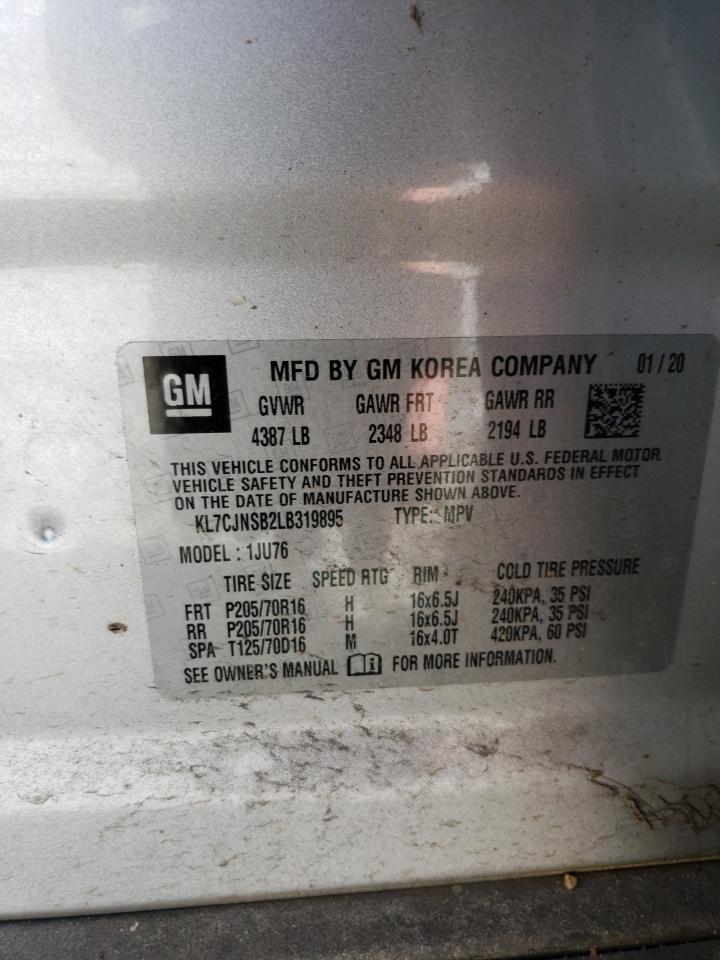 GM MFD BY GM KOREA COMPANY 01/20
GVWR GAWR FRT GAWR RR
4387 LB 2348 LB 2194 LB
THIS VEHICLE CONFORMS TO ALL APPLICABLE U.S. FEDERAL MOTOR
VEHICLE SAFETY AND THEFT PREVENTION STANDARDS IN EFFECT
ON THE DATE OF MANUFACTURE SHOWN ABOVE.
KL7CJNSB2LB319895 TYPE: MPV
MODEL : 1JU76
TIRE SIZE SPEED RTG RIM COLD TIRE PRESSURE
FRT P205/70R16 H 16x6.5J 240KPA, 35 PSI
RR P205/70R16 H 16x6.5J 240KPA, 35 PSI
SPA T125/70D16 M 16x4.0T 420KPA, 60 PSI
SEE OWNER'S MANUAL FOR MORE INFORMATION.